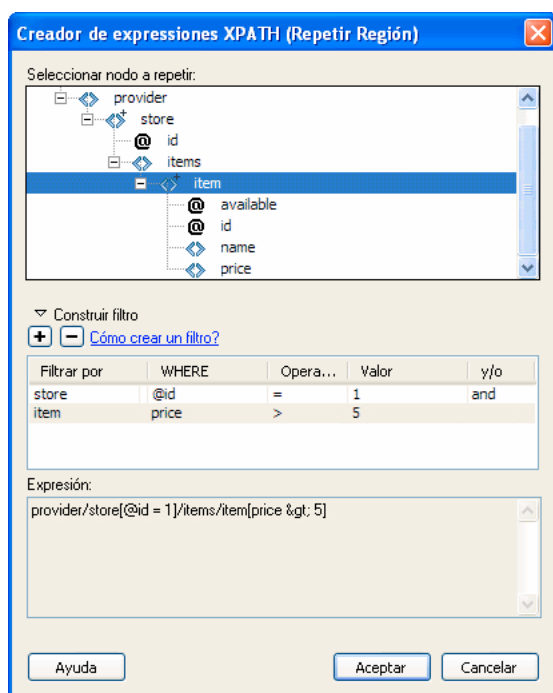 Creador de expressiones XPATH (Repetir Región)
Seleccionar nodo a repetir:
provider
store
@ id
items
item
@ available
@ id
name
price
Construir filtro
Cómo crear un filtro?
Filtrar por WHERE Opera... Valor y/o
store @id = 1 and
item price > 5
Expresión:
provider/store[@id = 1]/items/item[price &gt; 5]
Ayuda Aceptar Cancelar